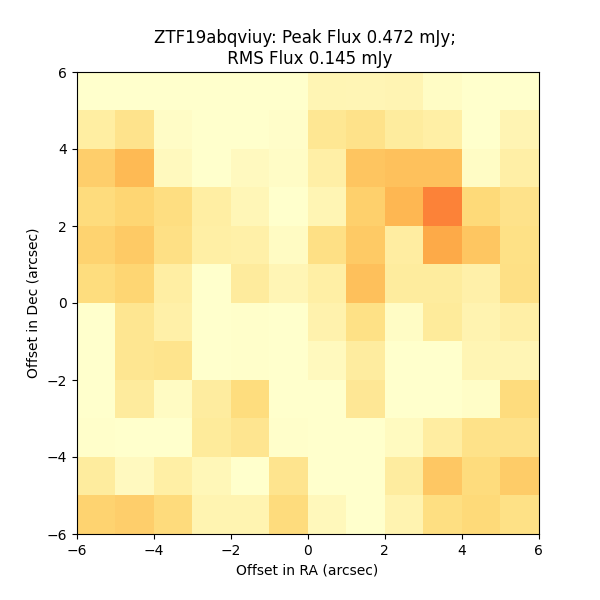 ZTF19abqviuy: Peak Flux 0.472 mJy;
RMS Flux 0.145 mJy
6
4
2
0
−2
−4
−6
Offset in Dec (arcsec)
−6 −4 −2 0 2 4 6
Offset in RA (arcsec)